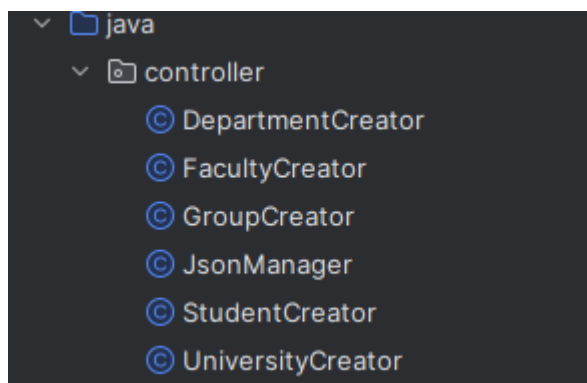 java
controller
DepartmentCreator
FacultyCreator
GroupCreator
JsonManager
StudentCreator
UniversityCreator